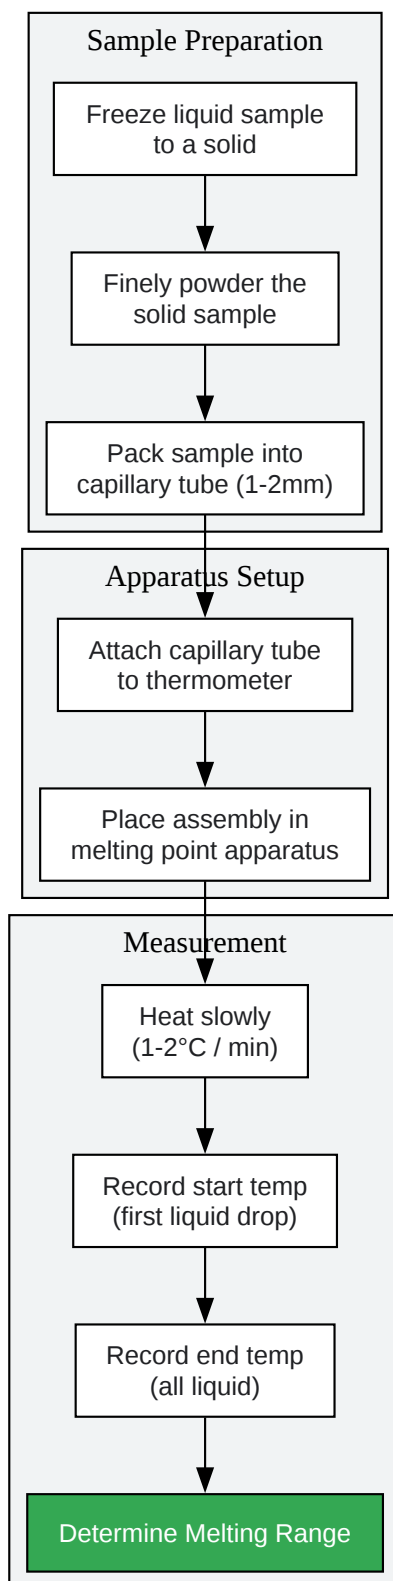 Sample Preparation
Freeze liquid sample
to a solid
Finely powder the
solid sample
Pack sample into
capillary tube (1-2mm)
Apparatus Setup
Attach capillary tube
to thermometer
Place assembly in
melting point apparatus
Measurement
Heat slowly
(1-2°C / min)
Record start temp
(first liquid drop)
Record end temp
(all liquid)
Determine Melting Range